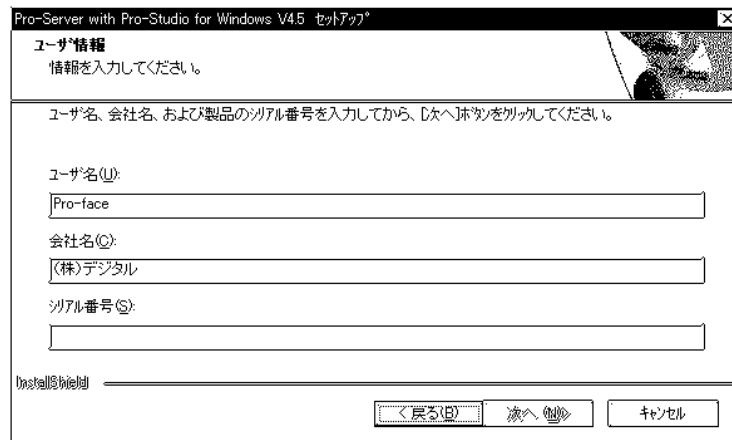 Pro-Server with Pro-Studio for Windows V4.5 ｾｯﾄｱｯﾌﾟ
ﾕｰｻﾞ情報
情報を入力してください。
ﾕｰｻﾞ名、会社名、および製品のｼﾘｱﾙ番号を入力してから、[次へ]ﾎﾞﾀﾝをｸﾘｯｸしてください。
ﾕｰｻﾞ名(U):
Pro-face
会社名(C):
(株)デジタル
ｼﾘｱﾙ番号(S):
InstallShield
< 戻る(B) 次へ (N)> ｷｬﾝｾﾙ